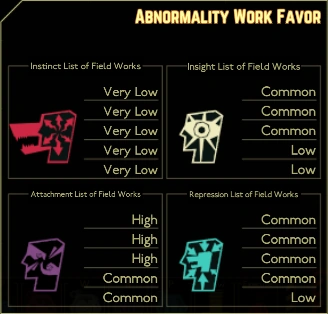 Abnormality Work Favor
Instinct List of Field Works
Very Low
Very Low
Very Low
Very Low
Very Low
Insight List of Field Works
Common
Common
Common
Low
Low
Attachment List of Field Works
High
High
High
Common
Common
Repression List of Field Works
Common
Common
Common
Common
Low